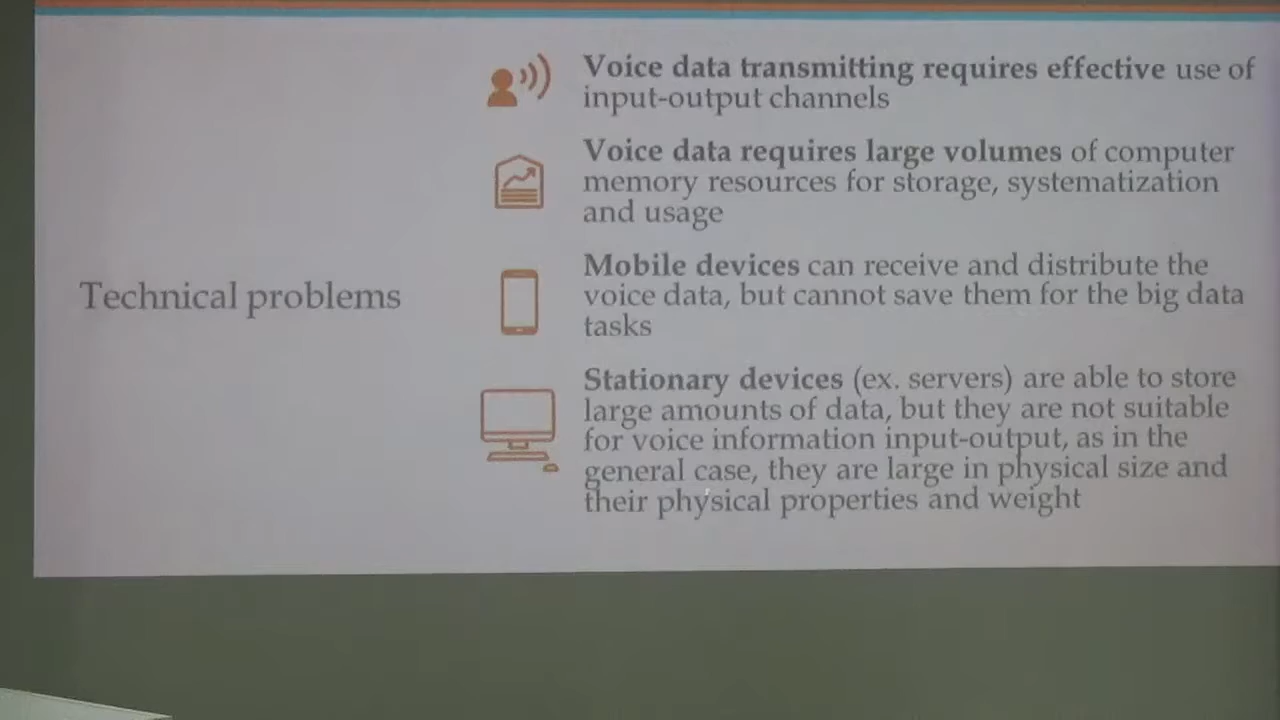 Technical problems
Voice data transmitting requires effective use of
input-output channels
Voice data requires large volumes of computer
memory resources for storage, systematization
and usage
Mobile devices can receive and distribute the
voice data, but cannot save them for the big data
tasks
Stationary devices (ex. servers) are able to store
large amounts of data, but they are not suitable
for voice information input-output, as in the
general case, they are large in physical size and
their physical properties and weight